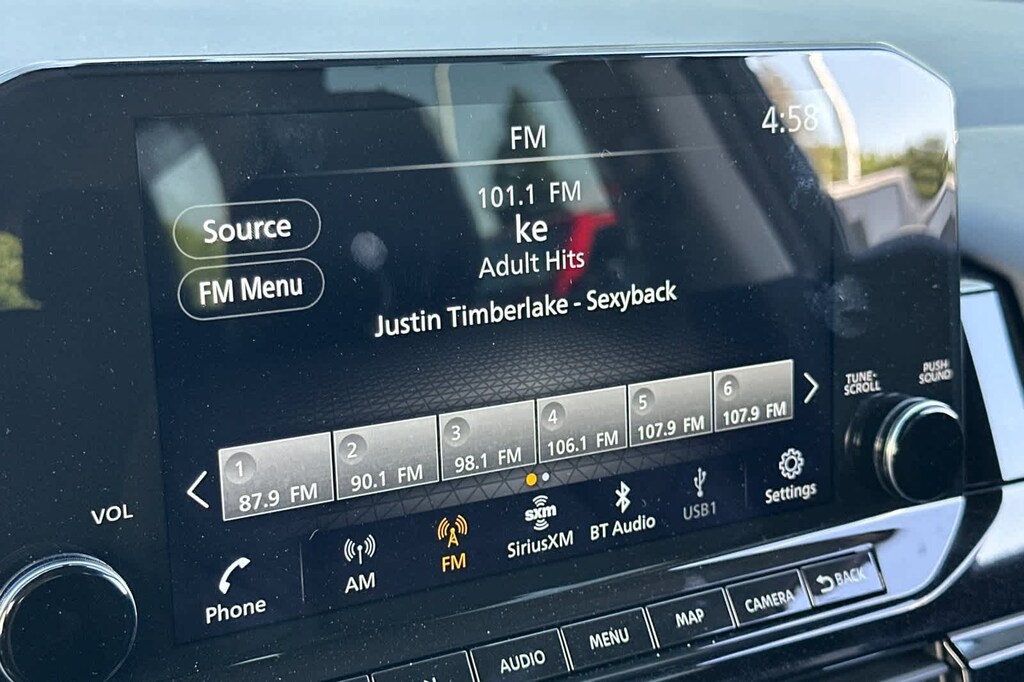 FM
4:58
101.1 FM
ke
Adult Hits
Justin Timberlake - Sexyback
Source
FM Menu
1
87.9 FM
2
90.1 FM
3
98.1 FM
4
106.1 FM
5
107.9 FM
6
107.9 FM
Phone
AM
FM
sxm
SiriusXM
BT Audio
USB1
Settings
VOL
TUNE-
SCROLL
PUSH
SOUND
AUDIO
MENU
MAP
CAMERA
BACK